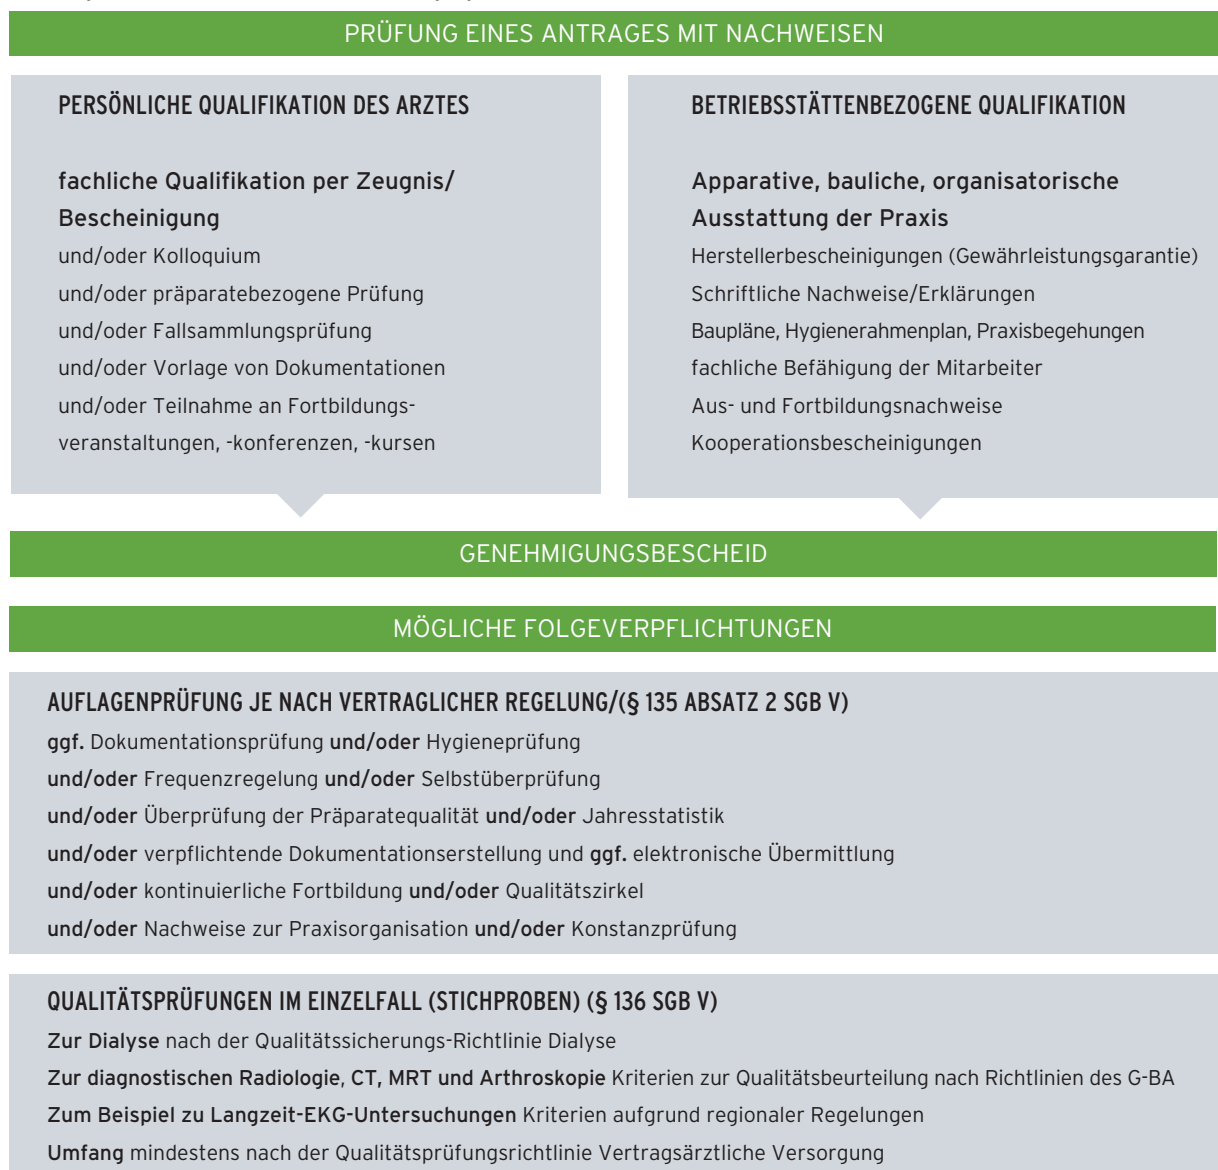 PRÜFUNG EINES ANTRAGES MIT NACHWEISEN
PERSÖNLICHE QUALIFIKATION DES ARZTES
fachliche Qualifikation per Zeugnis/
Bescheinigung
und/oder Kolloquium
und/oder präparatebezogene Prüfung
und/oder Fallsammlungsprüfung
und/oder Vorlage von Dokumentationen
und/oder Teilnahme an Fortbildungs-
veranstaltungen, -konferenzen, -kursen
BETRIEBSSTÄTTENBEZOGENE QUALIFIKATION
Apparative, bauliche, organisatorische
Ausstattung der Praxis
Herstellerbescheinigungen (Gewährleistungsgarantie)
Schriftliche Nachweise/Erklärungen
Baupläne, Hygienerahmenplan, Praxisbegehungen
fachliche Befähigung der Mitarbeiter
Aus- und Fortbildungsnachweise
Kooperationsbescheinigungen
GENEHMIGUNGSBESCHEID
MÖGLICHE FOLGEVERPFLICHTUNGEN
AUFLAGENPRÜFUNG JE NACH VERTRAGLICHER REGELUNG/(§ 135 ABSATZ 2 SGB V)
ggf. Dokumentationsprüfung und/oder Hygieneprüfung
und/oder Frequenzregelung und/oder Selbstüberprüfung
und/oder Überprüfung der Präparatequalität und/oder Jahresstatistik
und/oder verpflichtende Dokumentationserstellung und ggf. elektronische Übermittlung
und/oder kontinuierliche Fortbildung und/oder Qualitätszirkel
und/oder Nachweise zur Praxisorganisation und/oder Konstanzprüfung
QUALITÄTSPRÜFUNGEN IM EINZELFALL (STICHPROBEN) (§ 136 SGB V)
Zur Dialyse nach der Qualitätssicherungs-Richtlinie Dialyse
Zur diagnostischen Radiologie, CT, MRT und Arthroskopie Kriterien zur Qualitätsbeurteilung nach Richtlinien des G-BA
Zum Beispiel zu Langzeit-EKG-Untersuchungen Kriterien aufgrund regionaler Regelungen
Umfang mindestens nach der Qualitätsprüfungsrichtlinie Vertragsärztliche Versorgung